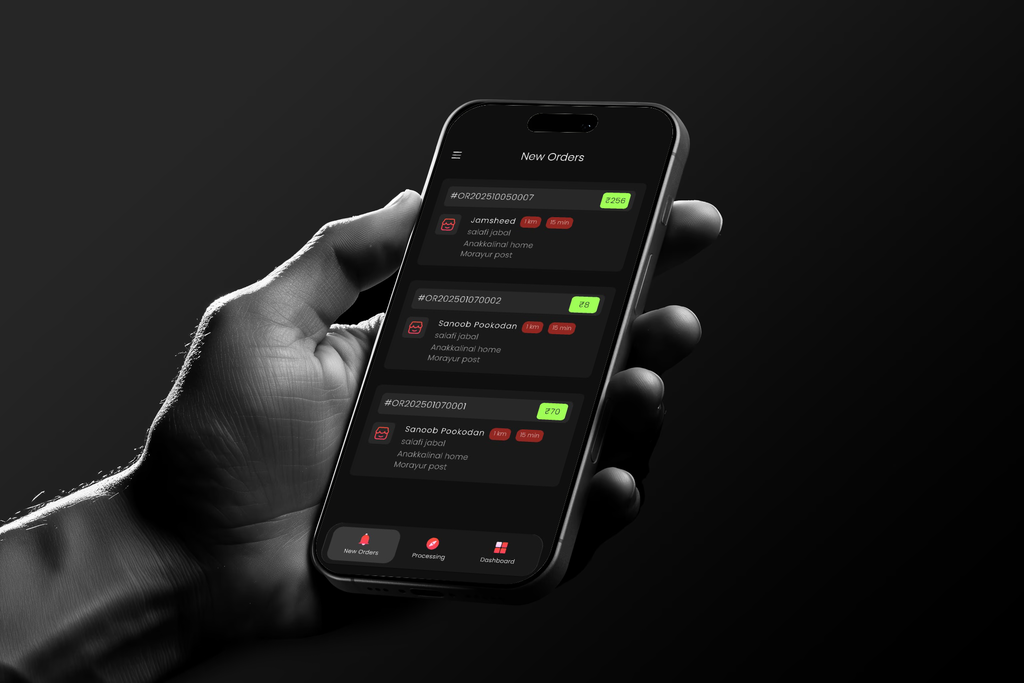 New Orders
#OR202510050007 ₹256
Jamsheed 1 km 15 min
salafi jabal
Anakkalinal home
Morayur post
#OR202501070002 ₹8
Sanoob Pookodan 1 km 15 min
salafi jabal
Anakkalinal home
Morayur post
#OR202501070001 ₹70
Sanoob Pookodan 1 km 15 min
salafi jabal
Anakkalinal home
Morayur post
New Orders Processing Dashboard